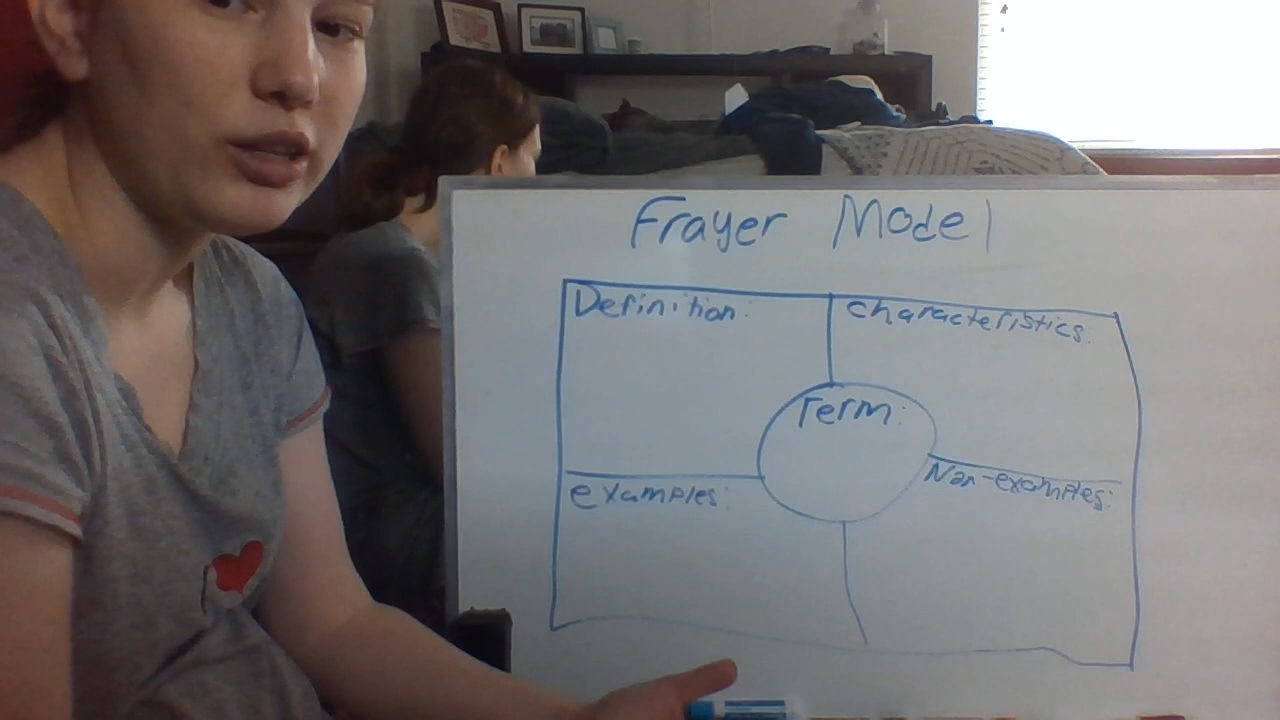 Frayer Model
Definition:
characteristics:
Term:
examples:
Non-examples: